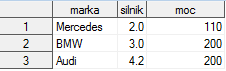 marka silnik moc
1 Mercedes 2.0 110
2 BMW 3.0 200
3 Audi 4.2 200